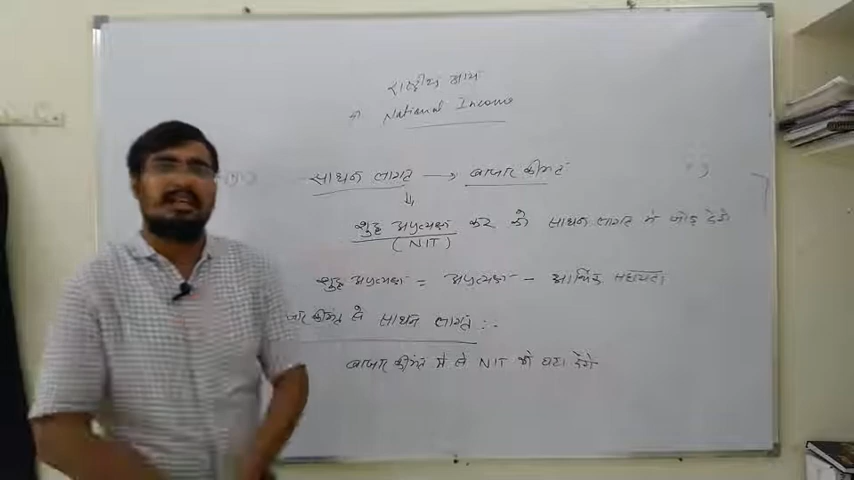 राष्ट्रीय आय
National Income
साधन लागत → बाजार कीमत
↓
शुद्ध अप्रत्यक्ष कर को साधन लागत में जोड़ देंगे
(NIT)
शुद्ध अप्रत्यक्ष = अप्रत्यक्ष - आर्थिक सहायता
कीमत से साधन लागत :-
बाजार कीमत में से NIT को घटा देंगे